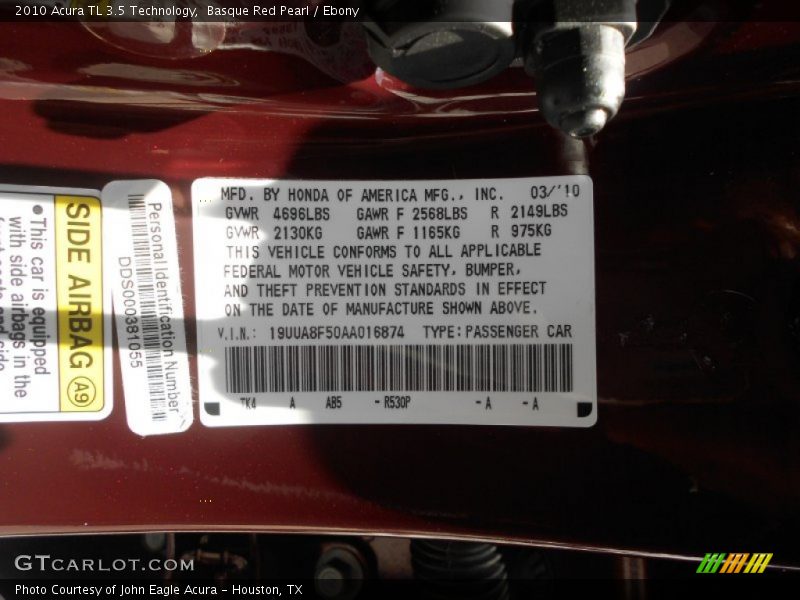 2010 Acura TL 3.5 Technology, Basque Red Pearl / Ebony
SIDE AIRBAG A9
•This car is equipped
with side airbags in the
Personal Identification Number
DDS000381055
MFD. BY HONDA OF AMERICA MFG., INC. 03/'10
GVWR 4696LBS GAWR F 2568LBS R 2149LBS
GVWR 2130KG GAWR F 1165KG R 975KG
THIS VEHICLE CONFORMS TO ALL APPLICABLE
FEDERAL MOTOR VEHICLE SAFETY, BUMPER,
AND THEFT PREVENTION STANDARDS IN EFFECT
ON THE DATE OF MANUFACTURE SHOWN ABOVE.
V.I.N.: 19UUA8F50AA016874 TYPE:PASSENGER CAR
TK4 A AB5 -R530P -A -A
GTCARLOT.COM
Photo Courtesy of John Eagle Acura - Houston, TX